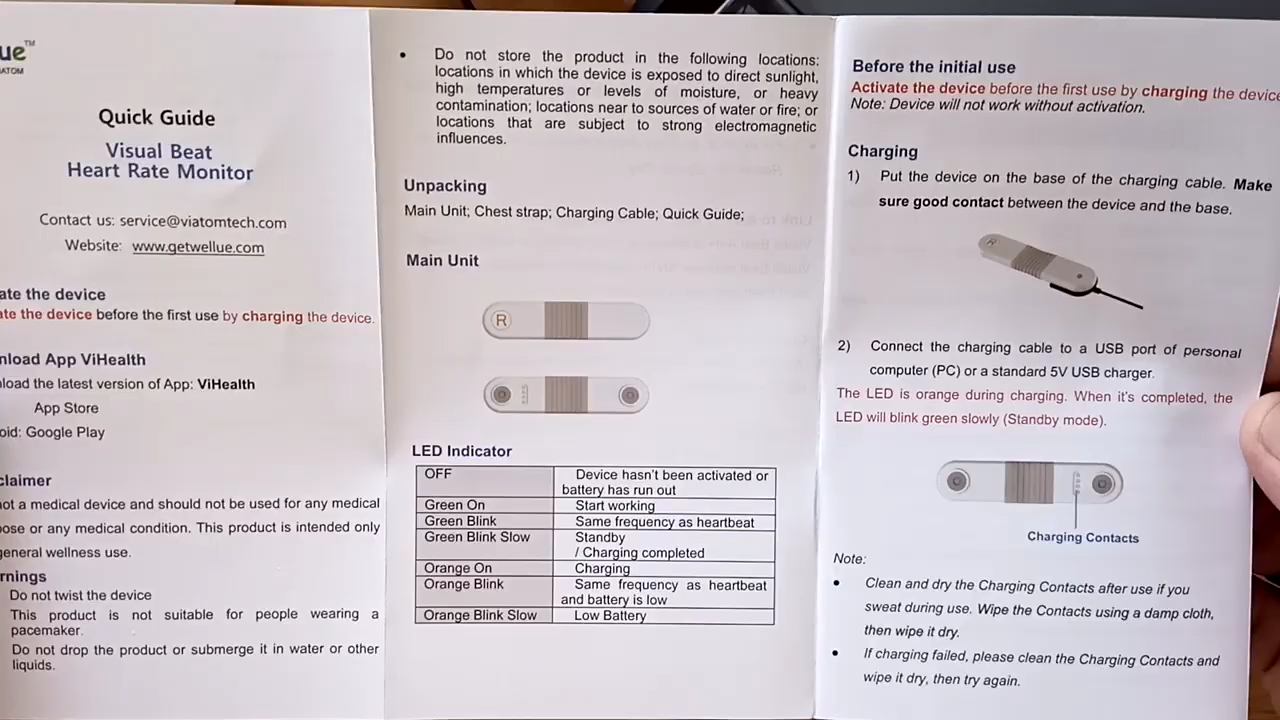 ue™
ATOM
Quick Guide
Visual Beat
Heart Rate Monitor
Contact us: service@viatomtech.com
Website: www.getwellue.com
ate the device
ate the device before the first use by charging the device.
nload App ViHealth
load the latest version of App: ViHealth
App Store
oid: Google Play
claimer
not a medical device and should not be used for any medical
ose or any medical condition. This product is intended only
general wellness use.
rnings
Do not twist the device
This product is not suitable for people wearing a
pacemaker.
Do not drop the product or submerge it in water or other
liquids.
• Do not store the product in the following locations:
locations in which the device is exposed to direct sunlight,
high temperatures or levels of moisture, or heavy
contamination; locations near to sources of water or fire; or
locations that are subject to strong electromagnetic
influences.
Unpacking
Main Unit; Chest strap; Charging Cable; Quick Guide;
Main Unit
R
LED Indicator
OFF Device hasn't been activated or
battery has run out
Green On Start working
Green Blink Same frequency as heartbeat
Green Blink Slow Standby
/ Charging completed
Orange On Charging
Orange Blink Same frequency as heartbeat
and battery is low
Orange Blink Slow Low Battery
Before the initial use
Activate the device before the first use by charging the device
Note: Device will not work without activation.
Charging
1) Put the device on the base of the charging cable. Make
sure good contact between the device and the base.
R
2) Connect the charging cable to a USB port of personal
computer (PC) or a standard 5V USB charger.
The LED is orange during charging. When it's completed, the
LED will blink green slowly (Standby mode).
Charging Contacts
Note:
• Clean and dry the Charging Contacts after use if you
sweat during use. Wipe the Contacts using a damp cloth,
then wipe it dry.
• If charging failed, please clean the Charging Contacts and
wipe it dry, then try again.